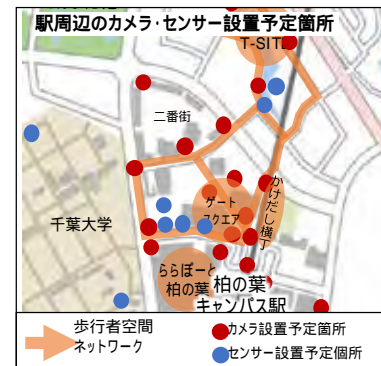 駅周辺のカメラ・センサー設置予定箇所
T-SITE
二番街
かけだし横丁
ゲート
スクエア
千葉大学
ららぽーと
柏の葉
柏の葉
キャンパス駅
歩行者空間
ネットワーク
カメラ設置予定箇所
センサー設置予定個所